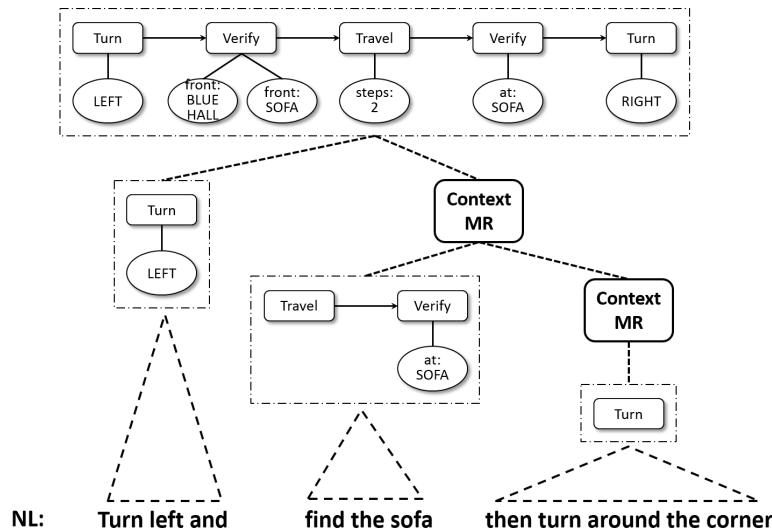 Turn Verify Travel Verify Turn
LEFT front: BLUE HALL front: SOFA steps: 2 at: SOFA RIGHT
Turn
LEFT
Context MR
Travel Verify
at: SOFA
Context MR
Turn
NL: Turn left and find the sofa then turn around the corner